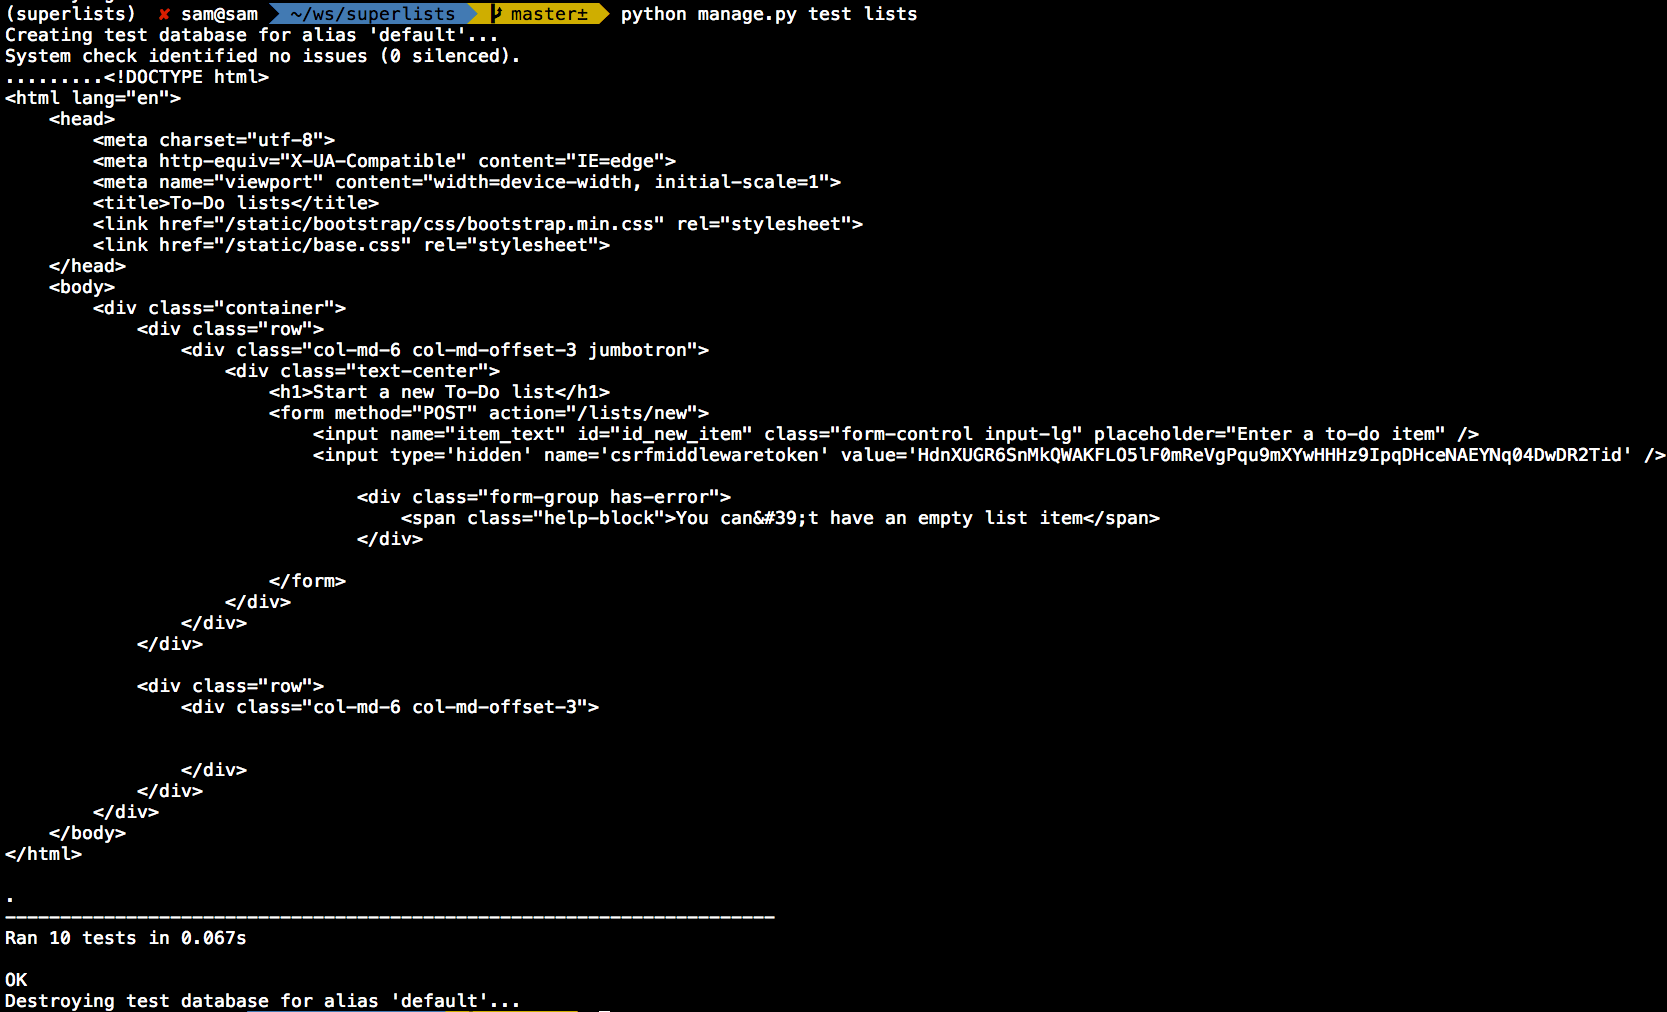 (superlists) ✘ sam@sam ~/ws/superlists master± python manage.py test lists
Creating test database for alias 'default'...
System check identified no issues (0 silenced).
.........<!DOCTYPE html>
<html lang="en">
    <head>
        <meta charset="utf-8">
        <meta http-equiv="X-UA-Compatible" content="IE=edge">
        <meta name="viewport" content="width=device-width, initial-scale=1">
        <title>To-Do lists</title>
        <link href="/static/bootstrap/css/bootstrap.min.css" rel="stylesheet">
        <link href="/static/base.css" rel="stylesheet">
    </head>
    <body>
        <div class="container">
            <div class="row">
                <div class="col-md-6 col-md-offset-3 jumbotron">
                    <div class="text-center">
                        <h1>Start a new To-Do list</h1>
                        <form method="POST" action="/lists/new">
                            <input name="item_text" id="id_new_item" class="form-control input-lg" placeholder="Enter a to-do item" />
                            <input type='hidden' name='csrfmiddlewaretoken' value='HdnXUGR6SnMkQWAKFLO5lF0mReVgPqu9mXYwHHHz9IpqDHceNAEYNq04DwDR2Tid' />
                                <div class="form-group has-error">
                                    <span class="help-block">You can&#39;t have an empty list item</span>
                                </div>
                        </form>
                    </div>
                </div>
            </div>
            <div class="row">
                <div class="col-md-6 col-md-offset-3">
                </div>
            </div>
        </div>
    </body>
</html>
.
----------------------------------------------------------------------
Ran 10 tests in 0.067s
OK
Destroying test database for alias 'default'...